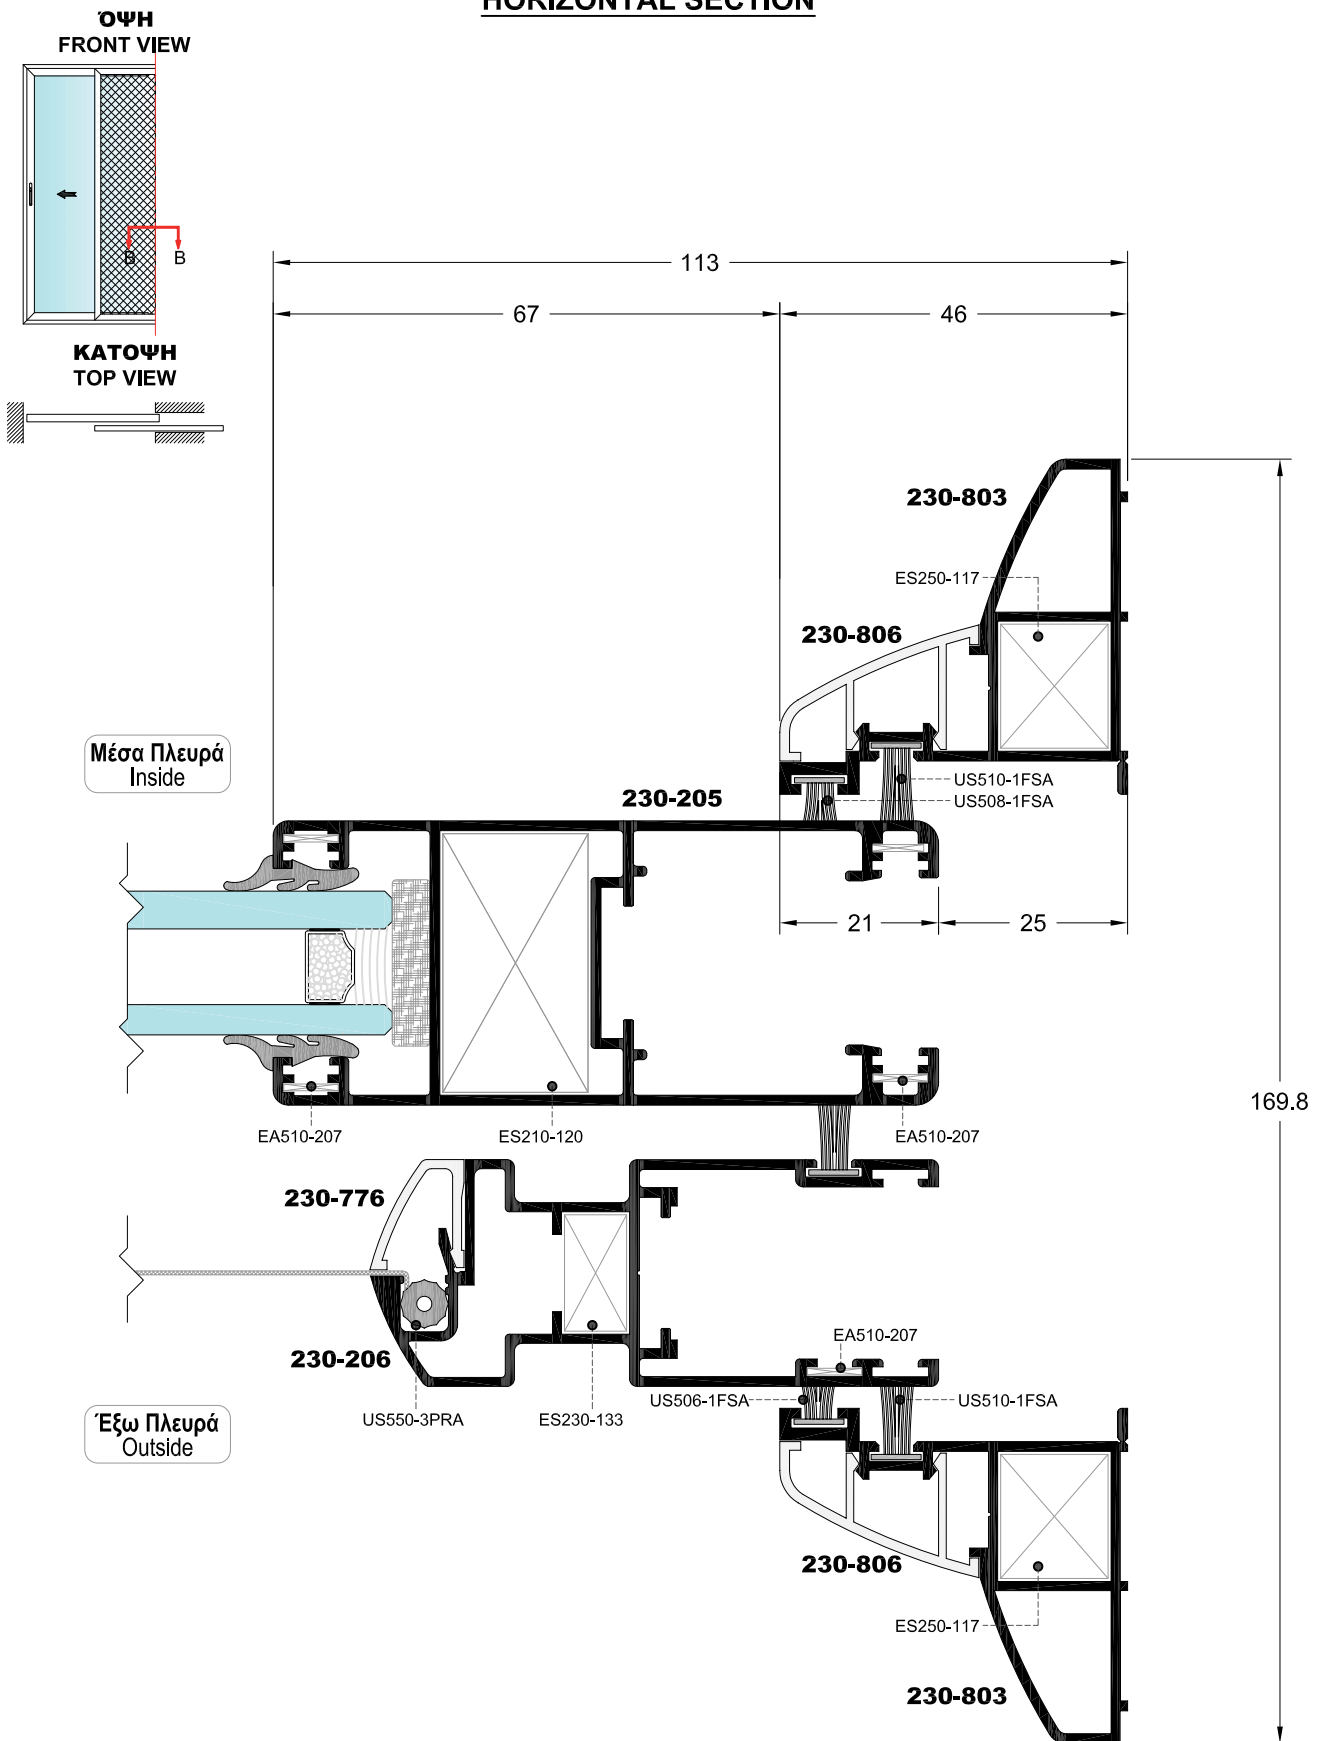 HORIZONTAL SECTION
ΌΨΗ
FRONT VIEW
B B
ΚΑΤΟΨΗ
TOP VIEW
113
67
46
230-803
ES250-117
230-806
Μέσα Πλευρά
Inside
US510-1FSA
230-205
US508-1FSA
21
25
169.8
EA510-207
ES210-120
EA510-207
230-776
EA510-207
230-206
US506-1FSA
US510-1FSA
US550-3PRA
ES230-133
Έξω Πλευρά
Outside
230-806
ES250-117
230-803